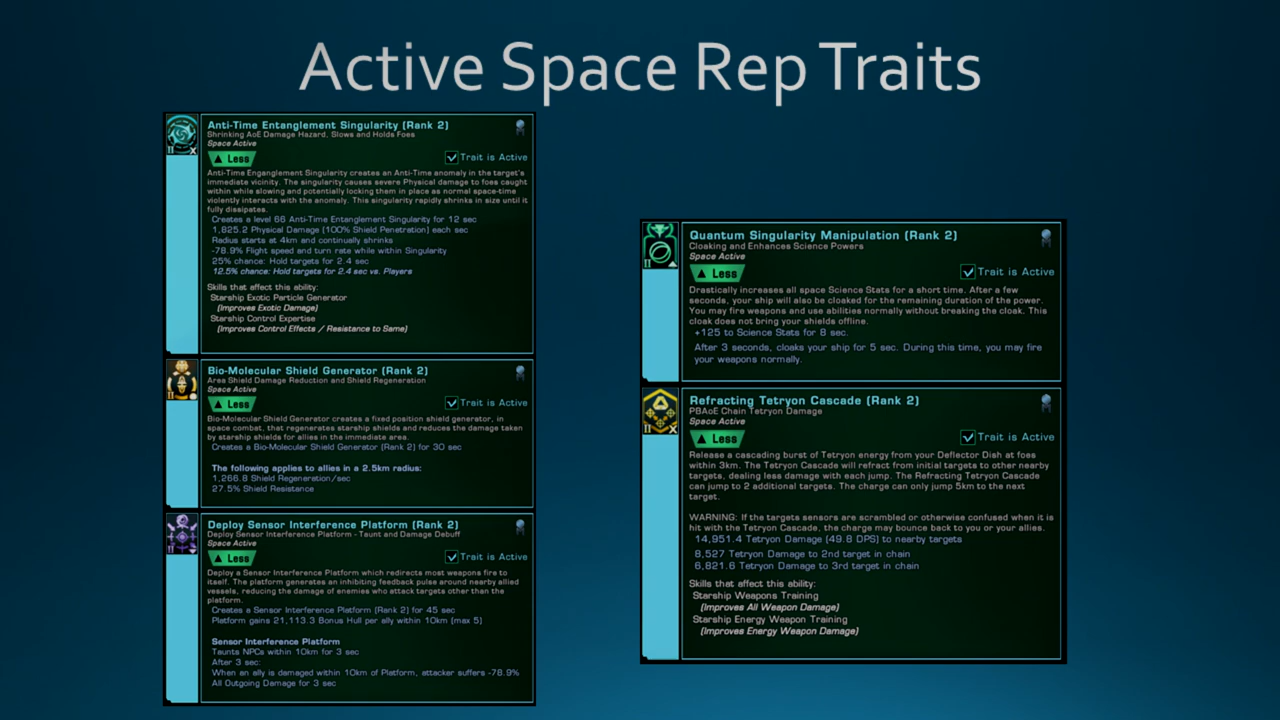 Active Space Rep Traits
Anti-Time Entanglement Singularity (Rank 2)
Shrinking AoE Damage Hazard, Slows and Holds Foes
Space Active
Less
Trait is Active
Anti-Time Enganglement Singularity creates an Anti-Time anomaly in the target's
immediate vicinity. The singularity causes severe Physical damage to foes caught
within while slowing and potentially locking them in place as normal space-time
violently interacts with the anomaly. This singularity rapidly shrinks in size until it
fully dissipates.
Creates a level 66 Anti-Time Entanglement Singularity for 12 sec
1,825.2 Physical Damage (100% Shield Penetration) each sec
Radius starts at 4km and continually shrinks
-78.9% Flight speed and turn rate while within Singularity
25% chance: Hold targets for 2.4 sec
12.5% chance: Hold targets for 2.4 sec vs. Players
Skills that affect this ability:
Starship Exotic Particle Generator
(Improves Exotic Damage)
Starship Control Expertise
(Improves Control Effects / Resistance to Same)
Bio-Molecular Shield Generator (Rank 2)
Area Shield Damage Reduction and Shield Regeneration
Space Active
Less
Trait is Active
Bio-Molecular Shield Generator creates a fixed position shield generator, in
space combat, that regenerates starship shields and reduces the damage taken
by starship shields for allies in the immediate area.
Creates a Bio-Molecular Shield Generator (Rank 2) for 30 sec
The following applies to allies in a 2.5km radius:
1,266.8 Shield Regeneration/sec
27.5% Shield Resistance
Deploy Sensor Interference Platform (Rank 2)
Deploy Sensor Interference Platform - Taunt and Damage Debuff
Space Active
Less
Trait is Active
Deploy a Sensor Interference Platform which redirects most weapons fire to
itself. The platform generates an inhibiting feedback pulse around nearby allied
vessels, reducing the damage of enemies who attack targets other than the
platform.
Creates a Sensor Interference Platform (Rank 2) for 45 sec
Platform gains 21,113.3 Bonus Hull per ally within 10km (max 5)
Sensor Interference Platform
Taunts NPCs within 10km for 3 sec
After 3 sec:
When an ally is damaged within 10km of Platform, attacker suffers -78.9%
All Outgoing Damage for 3 sec
Quantum Singularity Manipulation (Rank 2)
Cloaking and Enhances Science Powers
Space Active
Less
Trait is Active
Drastically increases all space Science Stats for a short time. After a few
seconds, your ship will also be cloaked for the remaining duration of the power.
You may fire weapons and use abilities normally without breaking the cloak. This
cloak does not bring your shields offline.
+125 to Science Stats for 8 sec.
After 3 seconds, cloaks your ship for 5 sec. During this time, you may fire
your weapons normally.
Refracting Tetryon Cascade (Rank 2)
PBAoE Chain Tetryon Damage
Space Active
Less
Trait is Active
Release a cascading burst of Tetryon energy from your Deflector Dish at foes
within 3km. The Tetryon Cascade will refract from initial targets to other nearby
targets, dealing less damage with each jump. The Refracting Tetryon Cascade
can jump to 2 additional targets. The charge can only jump 5km to the next
target.
WARNING: If the targets sensors are scrambled or otherwise confused when it is
hit with the Tetryon Cascade, the charge may bounce back to you or your allies.
14,951.4 Tetryon Damage (49.8 DPS) to nearby targets
8,527 Tetryon Damage to 2nd target in chain
6,821.6 Tetryon Damage to 3rd target in chain
Skills that affect this ability:
Starship Weapons Training
(Improves All Weapon Damage)
Starship Energy Weapon Training
(Improves Energy Weapon Damage)